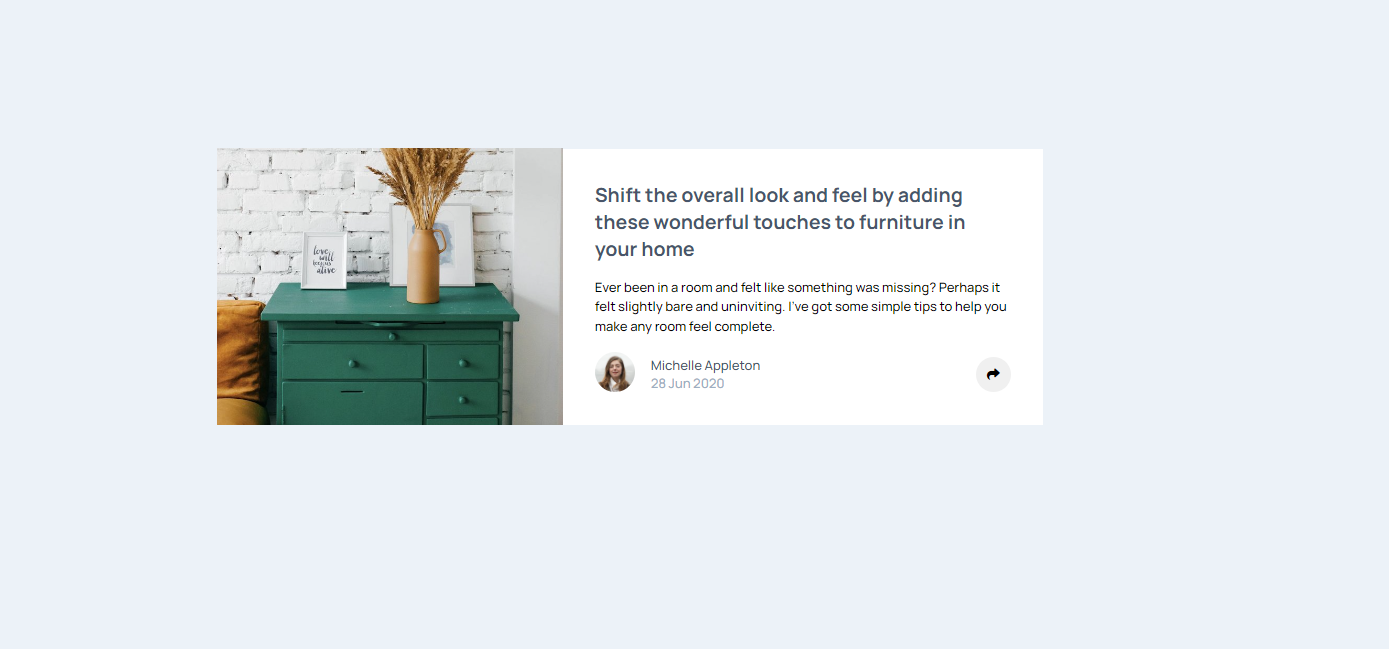 love
will
keep us
alive
Shift the overall look and feel by adding
these wonderful touches to furniture in
your home
Ever been in a room and felt like something was missing? Perhaps it
felt slightly bare and uninviting. I've got some simple tips to help you
make any room feel complete.
Michelle Appleton
28 Jun 2020